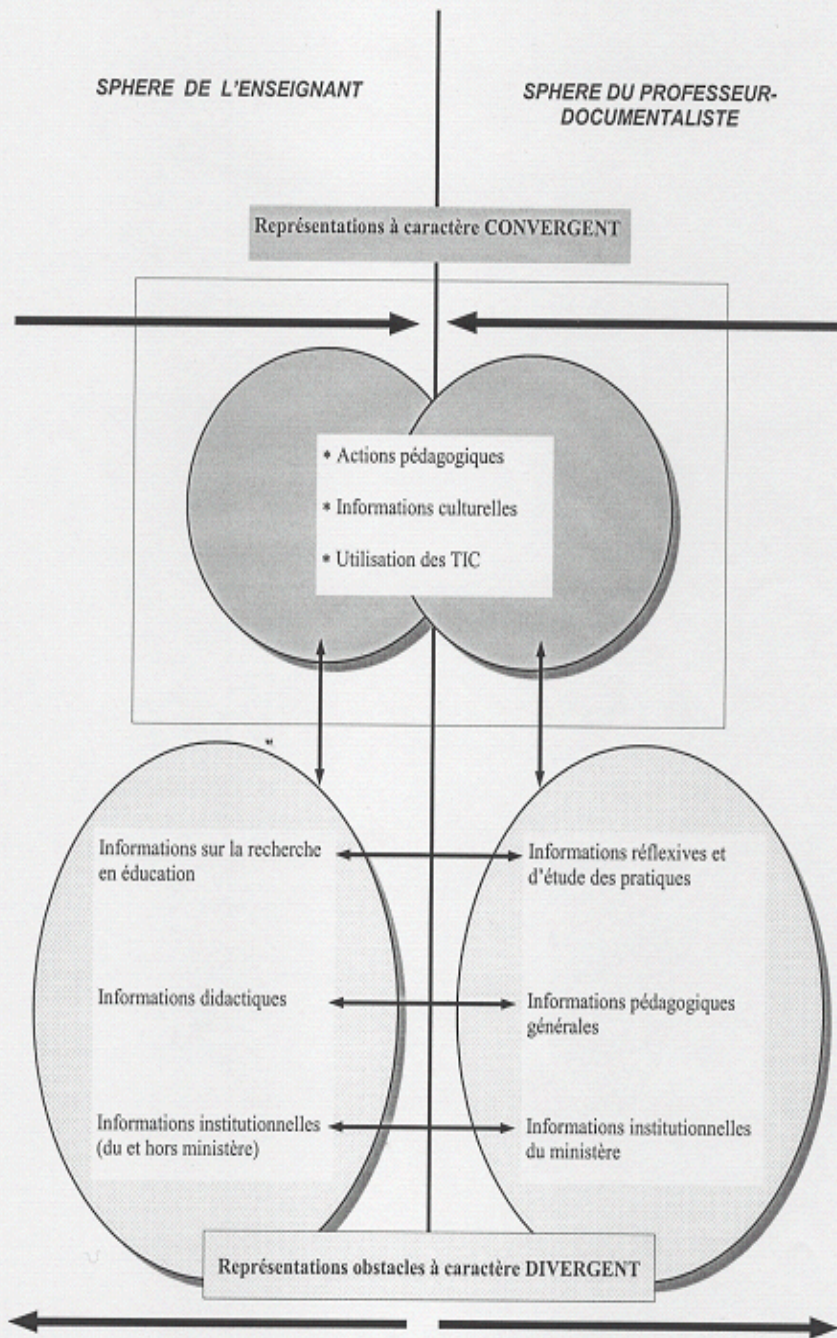 SPHERE DE L'ENSEIGNANT
SPHERE DU PROFESSEUR-
DOCUMENTALISTE
Représentations à caractère CONVERGENT
* Actions pédagogiques
* Informations culturelles
* Utilisation des TIC
Informations sur la recherche
en éducation
Informations réflexives et
d'étude des pratiques
Informations didactiques
Informations pédagogiques
générales
Informations institutionnelles
(du et hors ministère)
Informations institutionnelles
du ministère
Représentations obstacles à caractère DIVERGENT